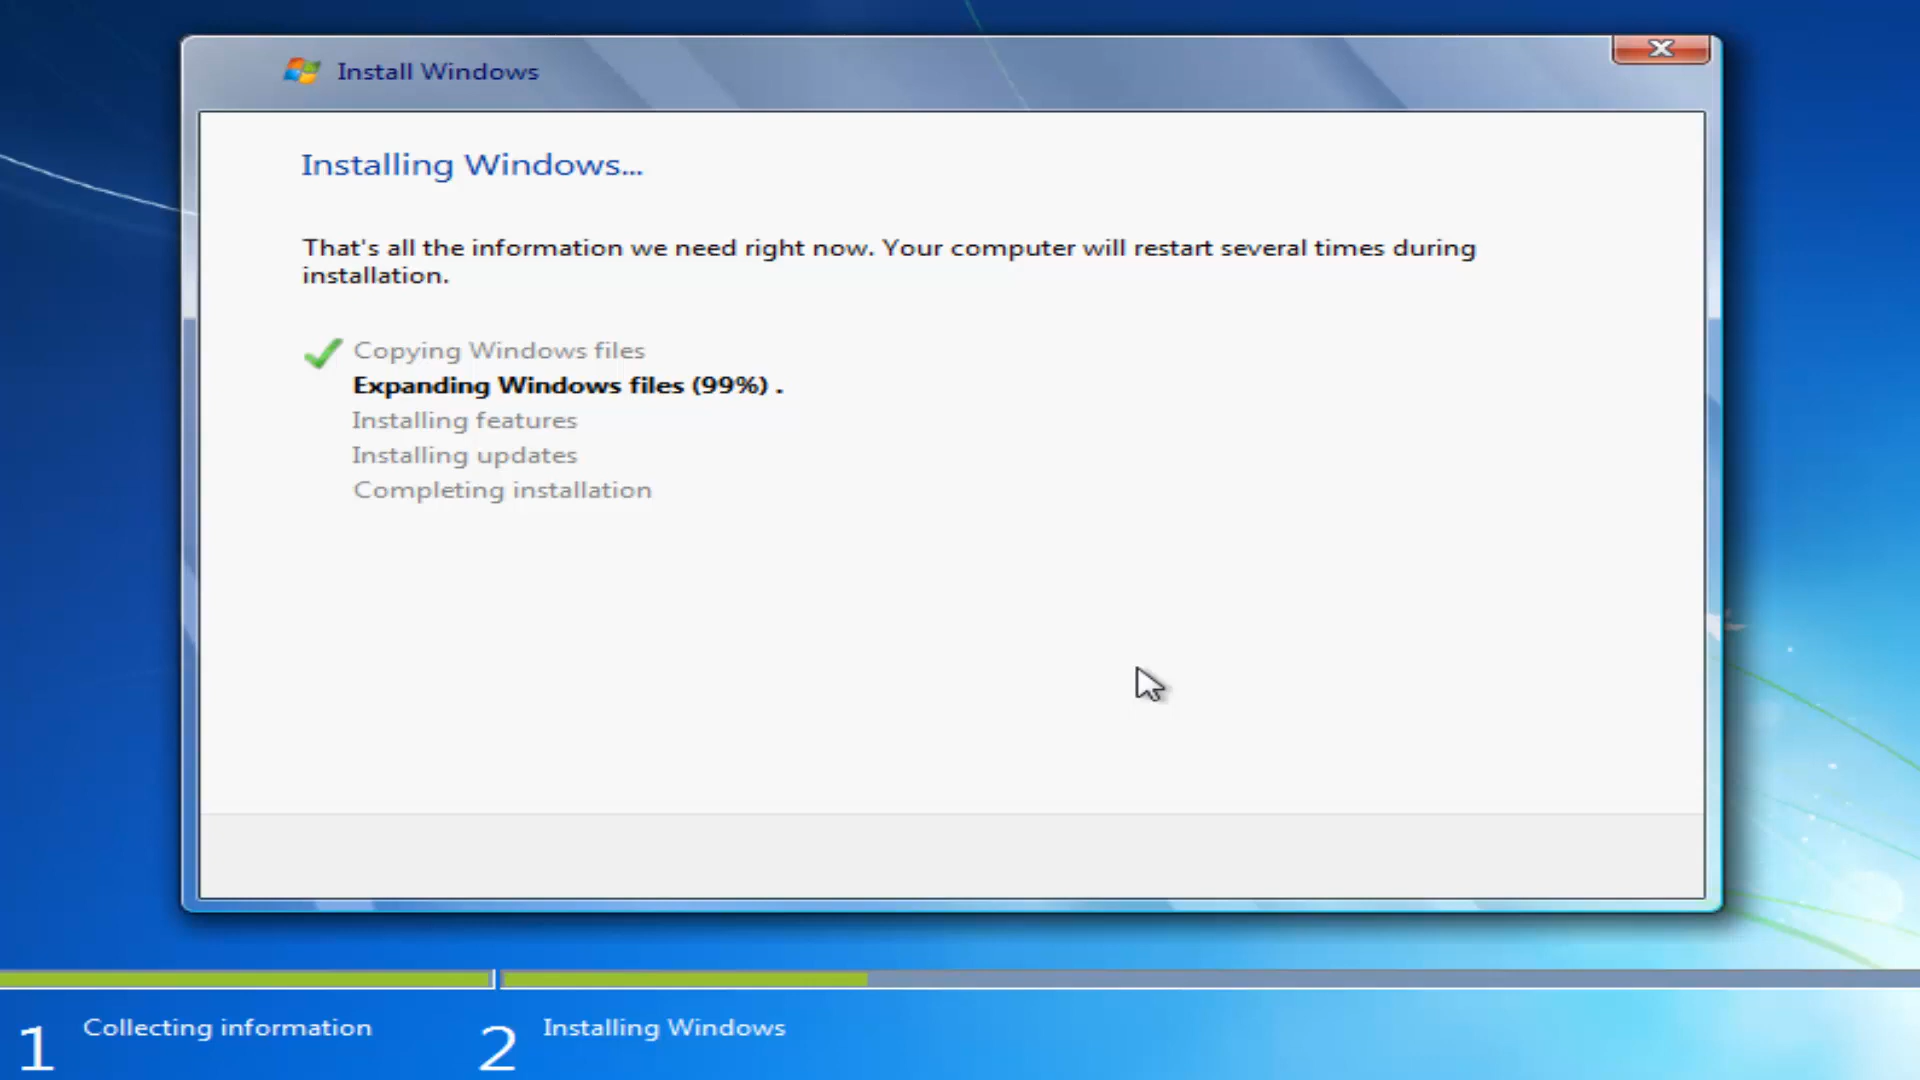 Install Windows
Installing Windows...
That's all the information we need right now. Your computer will restart several times during
installation.
Copying Windows files
Expanding Windows files (99%) .
Installing features
Installing updates
Completing installation
1 Collecting information
2 Installing Windows